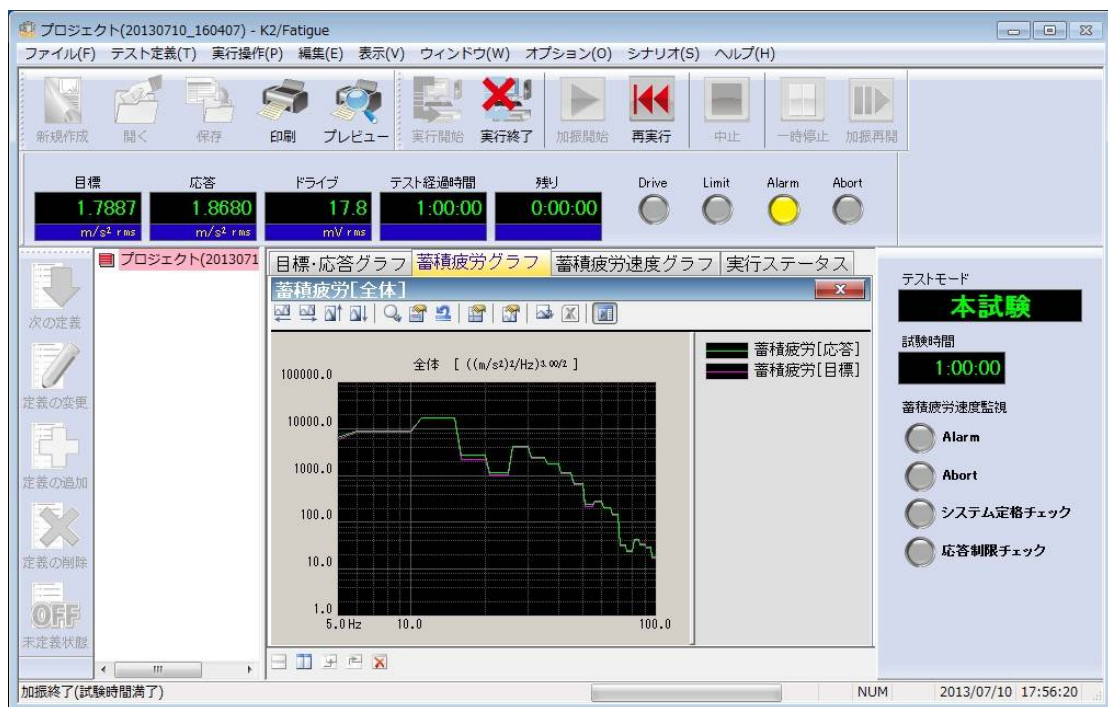 プロジェクト(20130710_160407) - K2/Fatigue
ファイル(F) テスト定義(T) 実行操作(P) 編集(E) 表示(V) ウィンドウ(W) オプション(O) シナリオ(S) ヘルプ(H)
新規作成 開く 保存 印刷 プレビュー 実行開始 実行終了 加振開始 再実行 中止 一時停止 加振再開
目標 応答 ドライブ テスト経過時間 残り Drive Limit Alarm Abort
1.7887 1.8680 17.8 1:00:00 0:00:00
m/s² rms m/s² rms mV rms
プロジェクト(2013071
目標・応答グラフ 蓄積疲労グラフ 蓄積疲労速度グラフ 実行ステータス
蓄積疲労[全体]
全体 [ ((m/s2)2/Hz)3.00/2 ]
蓄積疲労[応答]
蓄積疲労[目標]
100000.0
10000.0
1000.0
100.0
10.0
1.0
5.0 Hz 10.0 100.0
次の定義
定義の変更
定義の追加
定義の削除
OFF
未定義状態
テストモード
本試験
試験時間
1:00:00
蓄積疲労速度監視
Alarm
Abort
システム定格チェック
応答制限チェック
加振終了(試験時間満了) NUM 2013/07/10 17:56:20